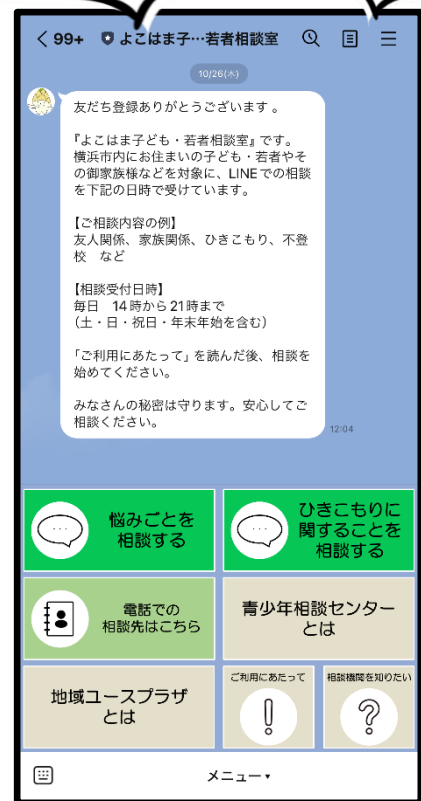 99+ よこはま子…若者相談室
10/26(木)
友だち登録ありがとうございます。
『よこはま子ども・若者相談室』です。
横浜市内にお住まいの子ども・若者やそ
の御家族様などを対象に、LINEでの相談
を下記の日時で受けています。
【ご相談内容の例】
友人関係、家族関係、ひきこもり、不登
校　など
【相談受付日時】
毎日　14時から21時まで
（土・日・祝日・年末年始を含む）
「ご利用にあたって」を読んだ後、相談を
始めてください。
みなさんの秘密は守ります。安心してご
相談ください。
12:04
悩みごとを
相談する
ひきこもりに
関することを
相談する
電話での
相談先はこちら
青少年相談センター
とは
地域ユースプラザ
とは
ご利用にあたって
相談機関を知りたい
メニュー▾